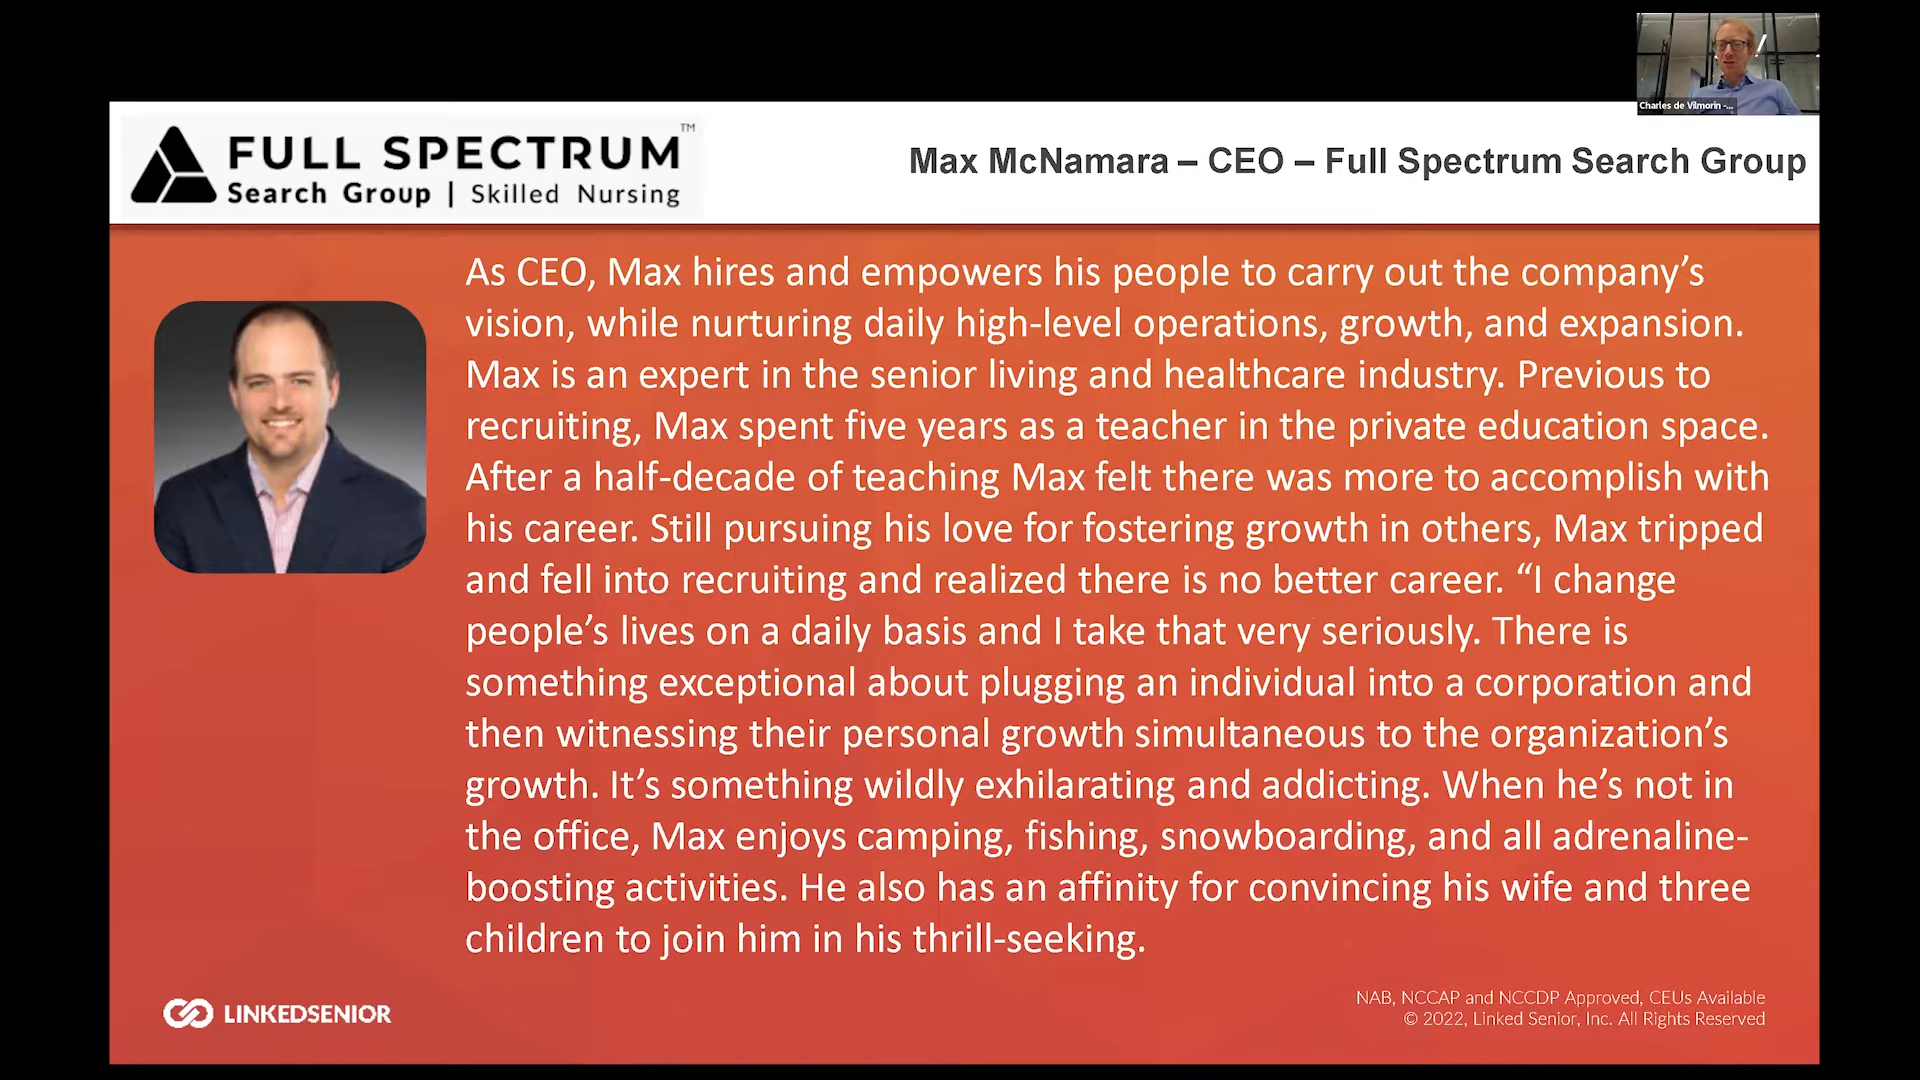 Charles de Vilmorin -...
FULL SPECTRUM™
Search Group | Skilled Nursing
Max McNamara – CEO – Full Spectrum Search Group
As CEO, Max hires and empowers his people to carry out the company’s
vision, while nurturing daily high-level operations, growth, and expansion.
Max is an expert in the senior living and healthcare industry. Previous to
recruiting, Max spent five years as a teacher in the private education space.
After a half-decade of teaching Max felt there was more to accomplish with
his career. Still pursuing his love for fostering growth in others, Max tripped
and fell into recruiting and realized there is no better career. “I change
people’s lives on a daily basis and I take that very seriously. There is
something exceptional about plugging an individual into a corporation and
then witnessing their personal growth simultaneous to the organization’s
growth. It’s something wildly exhilarating and addicting. When he’s not in
the office, Max enjoys camping, fishing, snowboarding, and all adrenaline-
boosting activities. He also has an affinity for convincing his wife and three
children to join him in his thrill-seeking.
LINKEDSENIOR
NAB, NCCAP and NCCDP Approved, CEUs Available
© 2022, Linked Senior, Inc. All Rights Reserved